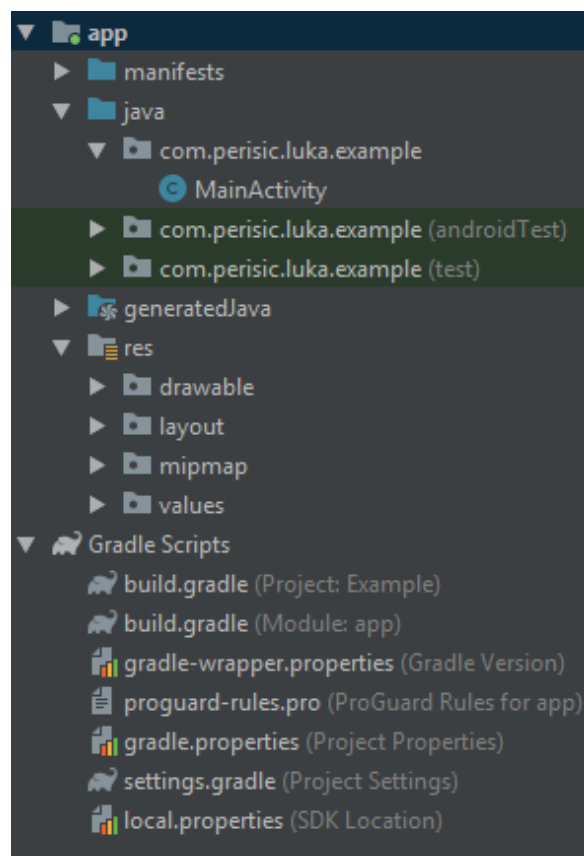 app
manifests
java
com.perisic.luka.example
MainActivity
com.perisic.luka.example (androidTest)
com.perisic.luka.example (test)
generatedJava
res
drawable
layout
mipmap
values
Gradle Scripts
build.gradle (Project: Example)
build.gradle (Module: app)
gradle-wrapper.properties (Gradle Version)
proguard-rules.pro (ProGuard Rules for app)
gradle.properties (Project Properties)
settings.gradle (Project Settings)
local.properties (SDK Location)